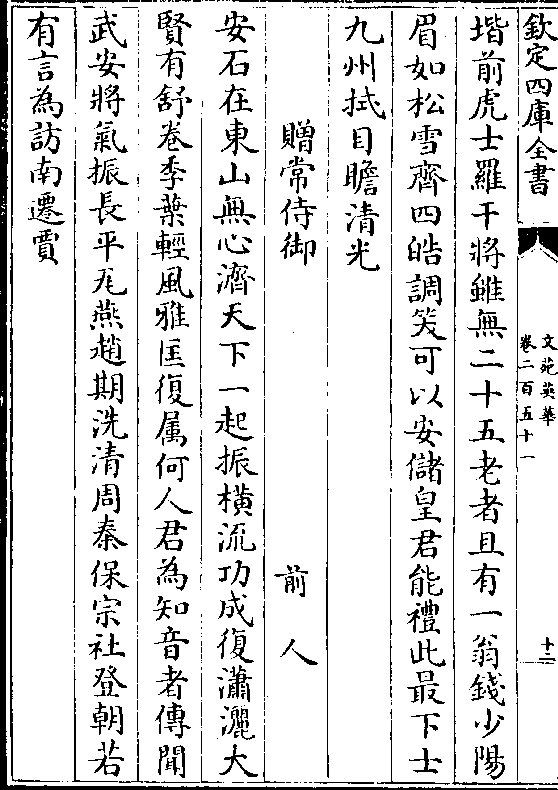 欽定四庫全書
文苑英華
卷二百五十一
十二
堦前虎士羅干將雖無二十五老者且有一翁錢少陽
眉如松雪齊四皓調笑可以安儲皇君能禮此最下士
九州拭目瞻清光
贈常侍御
前人
安石在東山無心濟天下一起振橫流功成復瀟灑大
賢有舒卷季葉輕風雅匡復属何人君為知音者傳聞
武安將氣振長平瓦燕趙期洗清周秦保宗社登朝若
有言為訪南遷賈